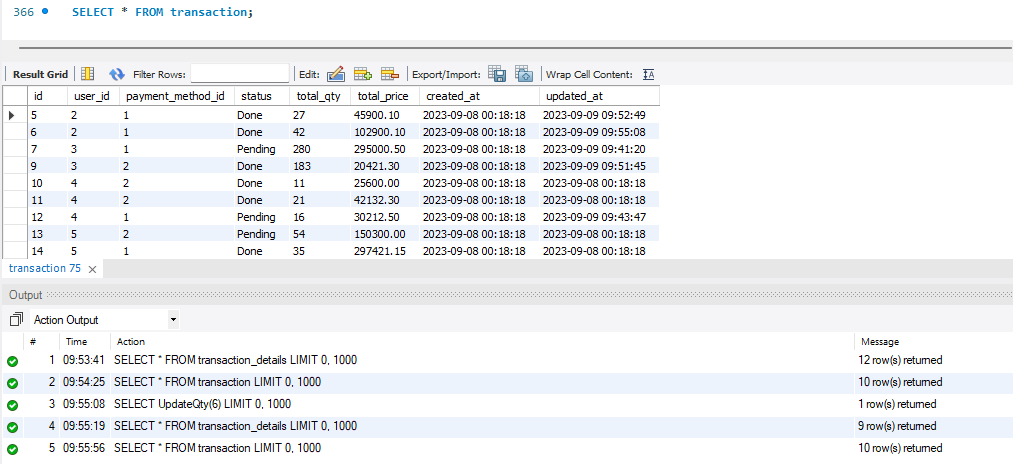 366 SELECT * FROM transaction;
Result Grid Filter Rows: Edit: Export/Import: Wrap Cell Content: IA
id user_id payment_method_id status total_qty total_price created_at updated_at
5 2 1 Done 27 45900.10 2023-09-08 00:18:18 2023-09-09 09:52:49
6 2 1 Done 42 102900.10 2023-09-08 00:18:18 2023-09-09 09:55:08
7 3 1 Pending 280 295000.50 2023-09-08 00:18:18 2023-09-09 09:41:20
9 3 2 Done 183 20421.30 2023-09-08 00:18:18 2023-09-09 09:51:45
10 4 2 Done 11 25600.00 2023-09-08 00:18:18 2023-09-08 00:18:18
11 4 2 Done 21 42132.30 2023-09-08 00:18:18 2023-09-08 00:18:18
12 4 1 Pending 16 30212.50 2023-09-08 00:18:18 2023-09-09 09:43:47
13 5 2 Pending 54 150300.00 2023-09-08 00:18:18 2023-09-08 00:18:18
14 5 1 Done 35 297421.15 2023-09-08 00:18:18 2023-09-08 00:18:18
transaction 75
Output
Action Output
# Time Action Message
1 09:53:41 SELECT * FROM transaction_details LIMIT 0, 1000 12 row(s) returned
2 09:54:25 SELECT * FROM transaction LIMIT 0, 1000 10 row(s) returned
3 09:55:08 SELECT UpdateQty(6) LIMIT 0, 1000 1 row(s) returned
4 09:55:19 SELECT * FROM transaction_details LIMIT 0, 1000 9 row(s) returned
5 09:55:56 SELECT * FROM transaction LIMIT 0, 1000 10 row(s) returned